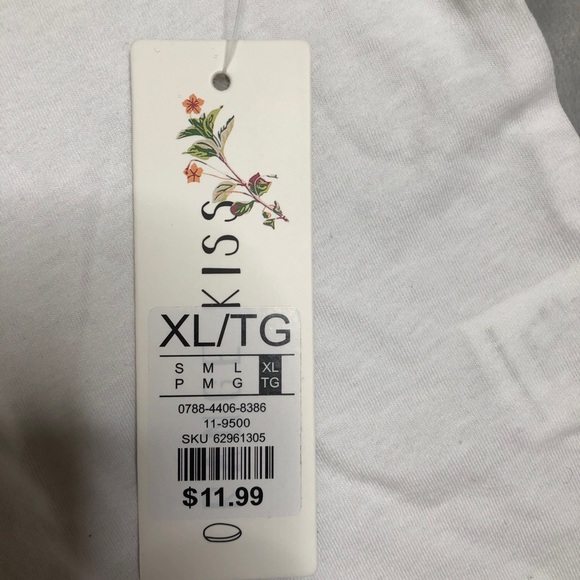 KISS
XL/TG
S M L XL
P M G TG
0788-4406-8386
11-9500
SKU 62961305
$11.99